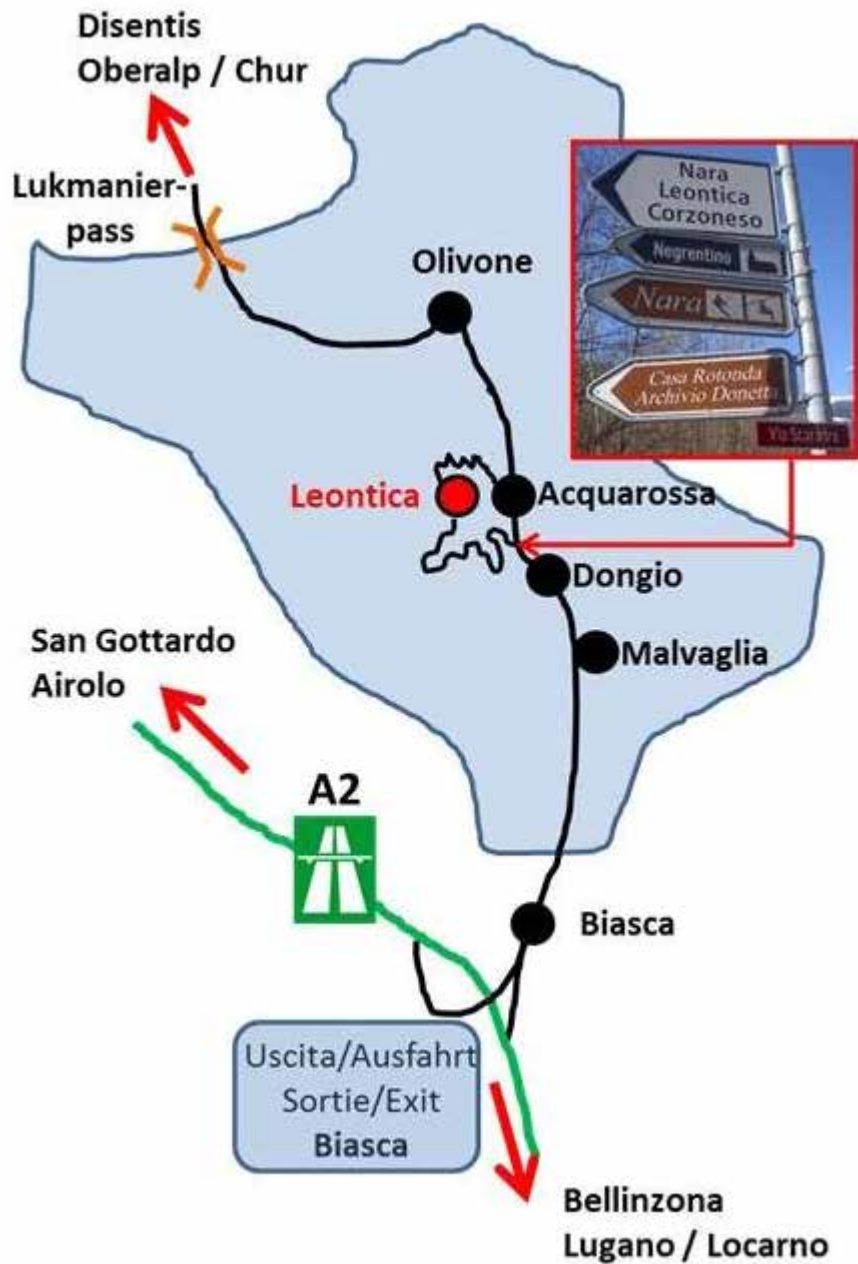 Disentis
Oberalp / Chur
Lukmanier-
pass
Nara
Leontica
Corzoneso
Negrentino
Nara
Casa Rotonda
Archivio Donetta
Olivone
Leontica
Acquarossa
Dongio
Malvaglia
San Gottardo
Airolo
A2
Biasca
Uscita/Ausfahrt
Sortie/Exit
Biasca
Bellinzona
Lugano / Locarno